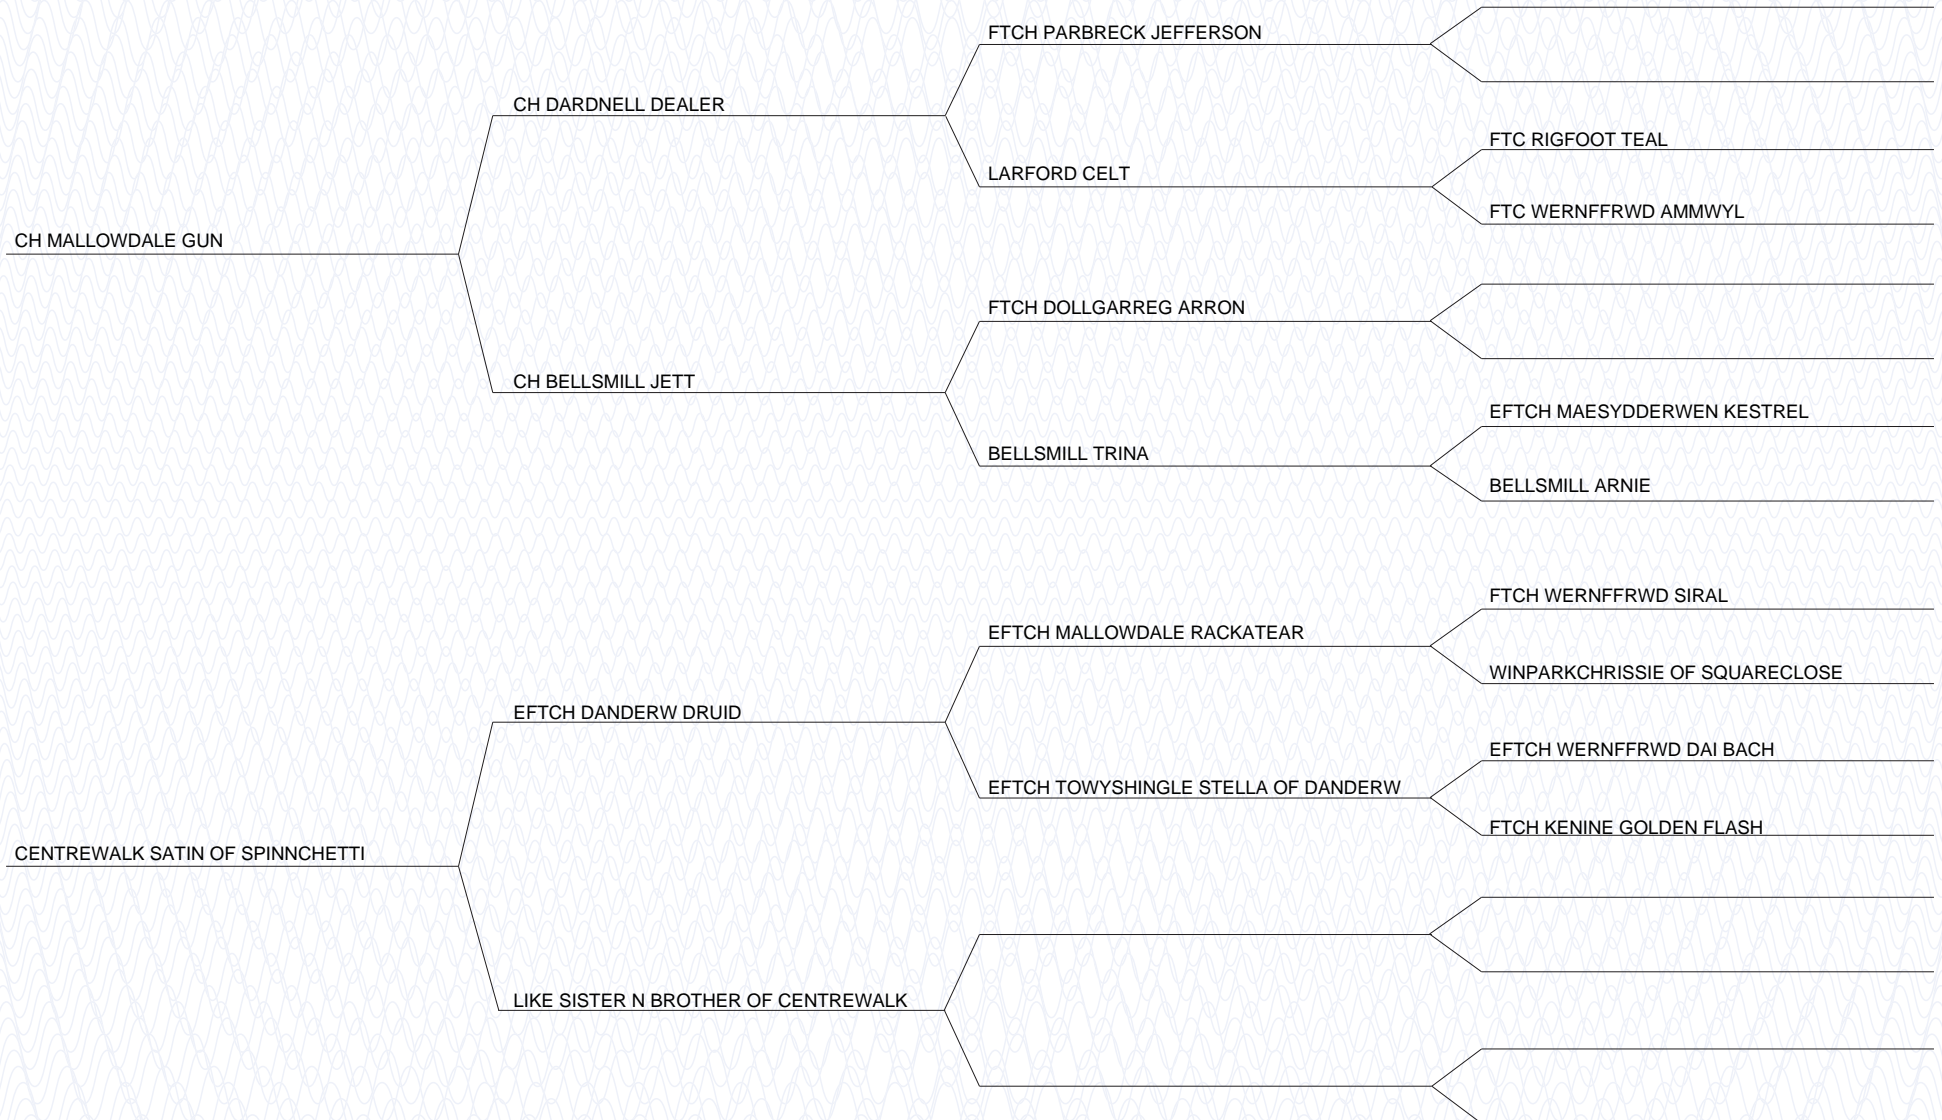 FTCH PARBRECK JEFFERSON
CH DARDNELL DEALER
FTC RIGFOOT TEAL
LARFORD CELT
FTC WERNFFRWD AMMWYL
CH MALLOWDALE GUN
FTCH DOLLGARREG ARRON
CH BELLSMILL JETT
EFTCH MAESYDDERWEN KESTREL
BELLSMILL TRINA
BELLSMILL ARNIE
FTCH WERNFFRWD SIRAL
EFTCH MALLOWDALE RACKATEAR
WINPARKCHRISSIE OF SQUARECLOSE
EFTCH DANDERW DRUID
EFTCH WERNFFRWD DAI BACH
EFTCH TOWYSHINGLE STELLA OF DANDERW
FTCH KENINE GOLDEN FLASH
CENTREWALK SATIN OF SPINNCHETTI
LIKE SISTER N BROTHER OF CENTREWALK